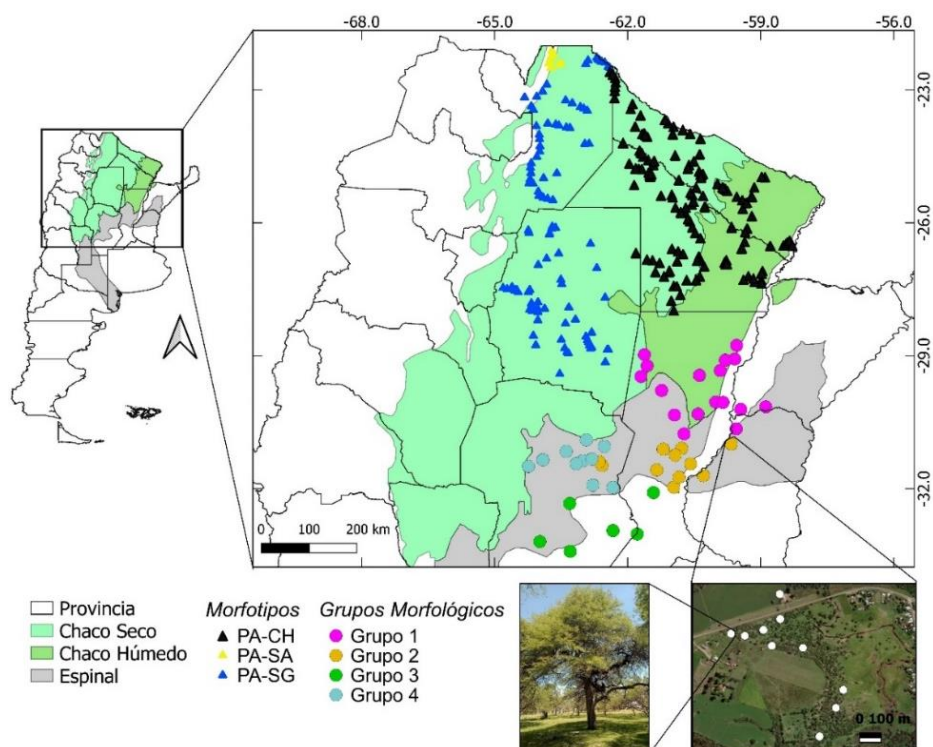 -68.0 -65.0 -62.0 -59.0 -56.0
-23.0
-26.0
-29.0
-32.0
0 100 200 km
Provincia
Chaco Seco
Chaco Húmedo
Espinal
Morfotipos
PA-CH
PA-SA
PA-SG
Grupos Morfológicos
Grupo 1
Grupo 2
Grupo 3
Grupo 4
0 100 m